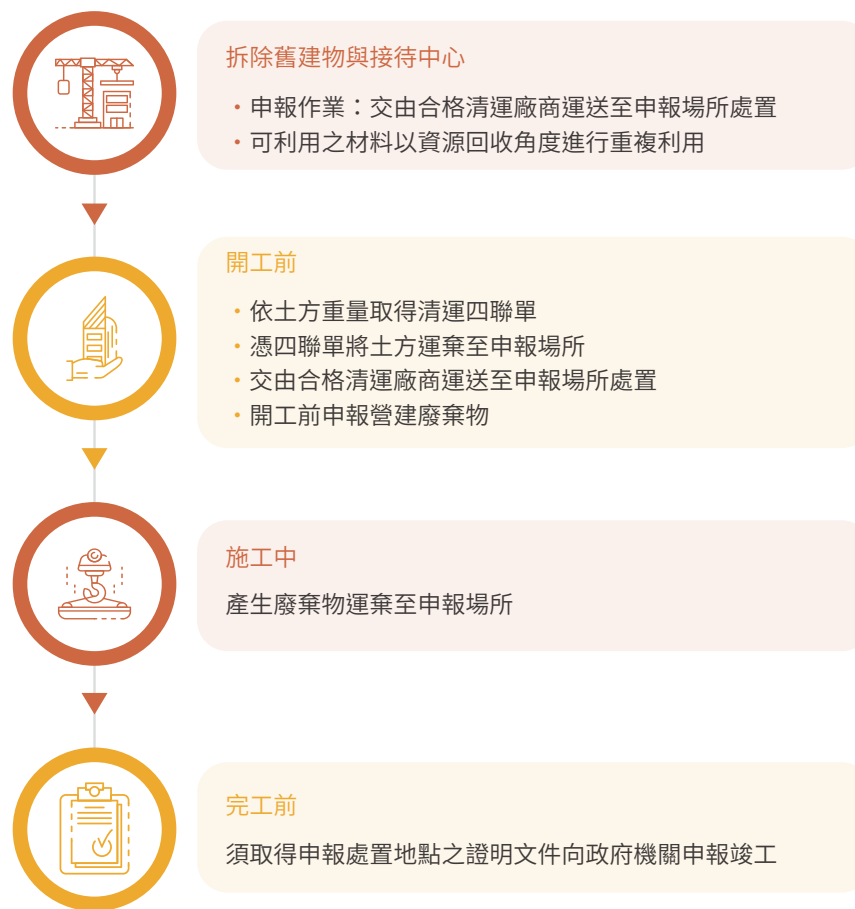 拆除舊建物與接待中心
•申報作業：交由合格清運廠商運送至申報場所處置
•可利用之材料以資源回收角度進行重複利用
開工前
•依土方重量取得清運四聯單
•憑四聯單將土方運棄至申報場所
•交由合格清運廠商運送至申報場所處置
•開工前申報營建廢棄物
施工中
產生廢棄物運棄至申報場所
完工前
須取得申報處置地點之證明文件向政府機關申報竣工